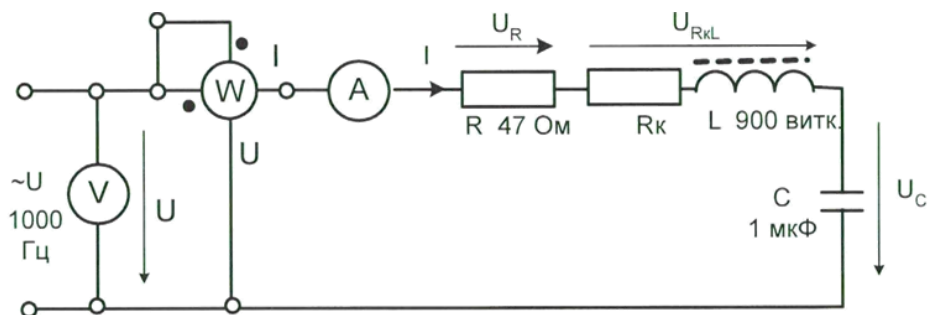 U_R
U_RкL
I
I
W
A
R 47 Ом
Rк
L 900 витк.
U
V
~U
1000
Гц
U
C
1 мкФ
U_C